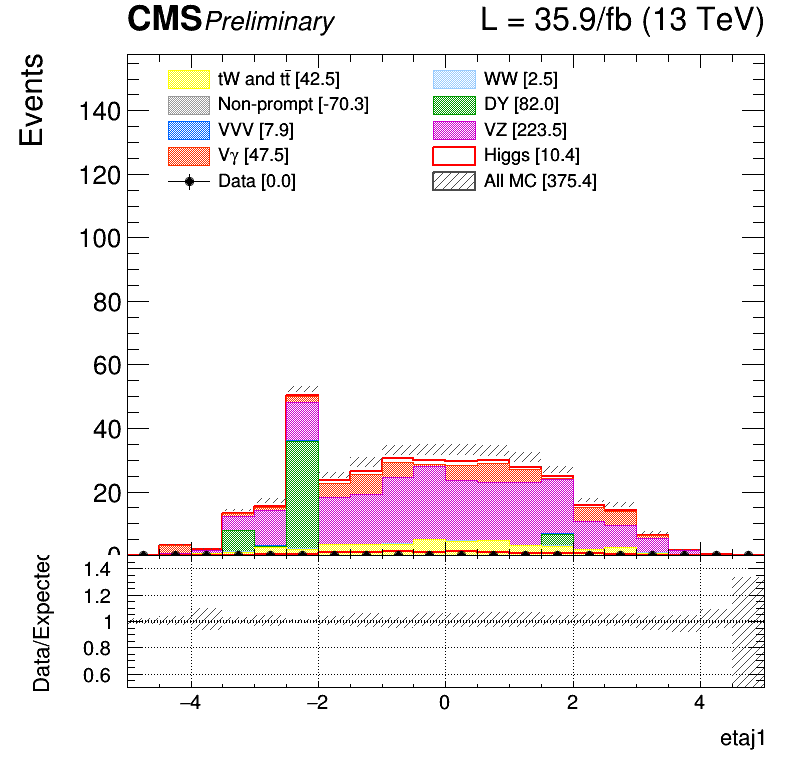 CMS Preliminary L = 35.9/fb (13 TeV)
Events
tW and tt̄ [42.5] WW [2.5]
Non-prompt [-70.3] DY [82.0]
VVV [7.9] VZ [223.5]
Vγ [47.5] Higgs [10.4]
Data [0.0] All MC [375.4]
140
120
100
80
60
40
20
0
Data/Expected
1.4
1.2
1
0.8
0.6
−4 −2 0 2 4
etaj1